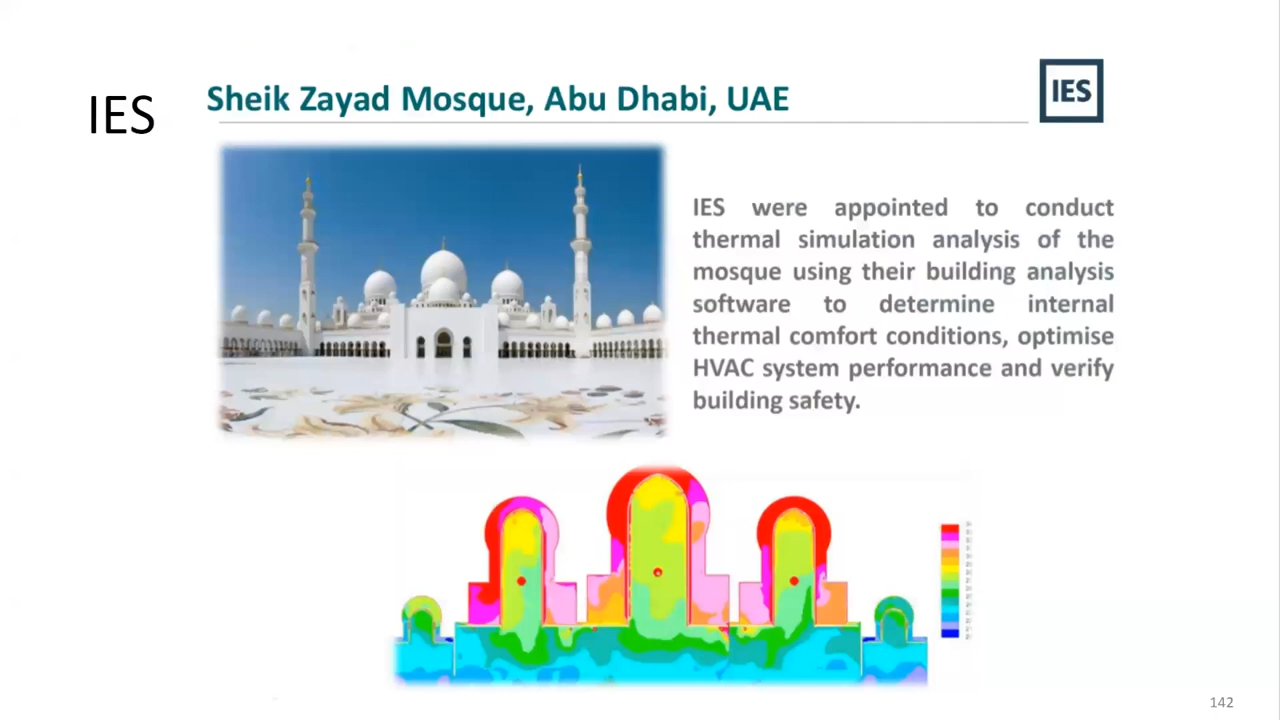 IES
Sheik Zayad Mosque, Abu Dhabi, UAE
IES
IES were appointed to conduct
thermal simulation analysis of the
mosque using their building analysis
software to determine internal
thermal comfort conditions, optimise
HVAC system performance and verify
building safety.
142